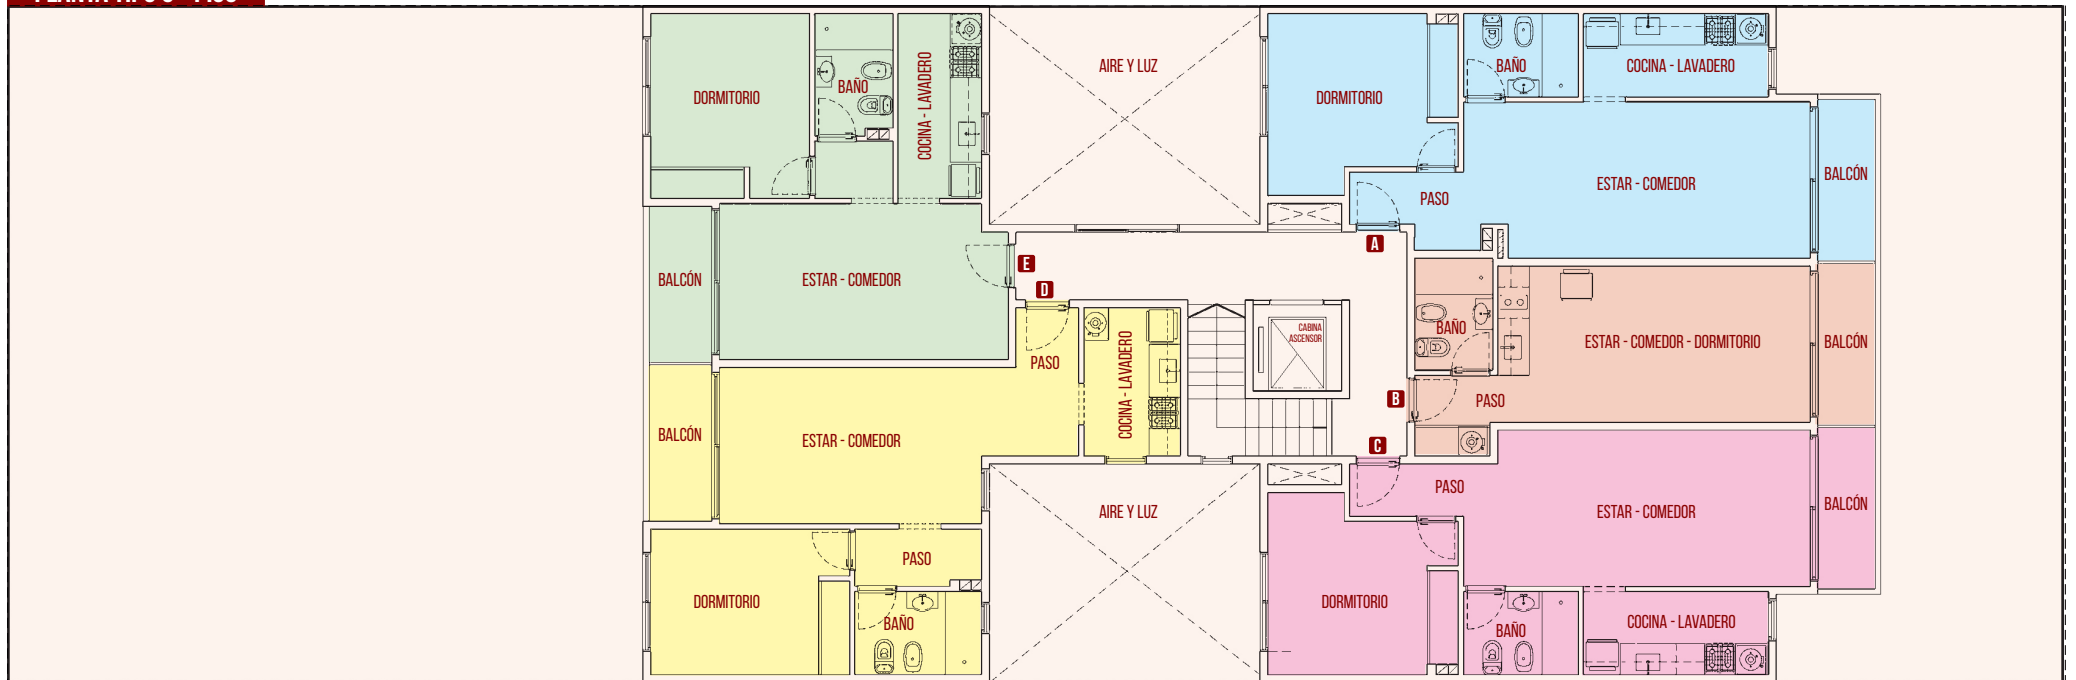 DORMITORIO
BAÑO
COCINA - LAVADERO
BALCÓN
ESTAR - COMEDOR
E
AIRE Y LUZ
DORMITORIO
BAÑO
COCINA - LAVADERO
PASO
ESTAR - COMEDOR
BALCÓN
A
D
PASO
COCINA - LAVADERO
BALCÓN
ESTAR - COMEDOR
DORMITORIO
PASO
BAÑO
CABINA
ASCENSOR
BAÑO
ESTAR - COMEDOR - DORMITORIO
BALCÓN
B
PASO
C
PASO
ESTAR - COMEDOR
BALCÓN
AIRE Y LUZ
DORMITORIO
BAÑO
COCINA - LAVADERO